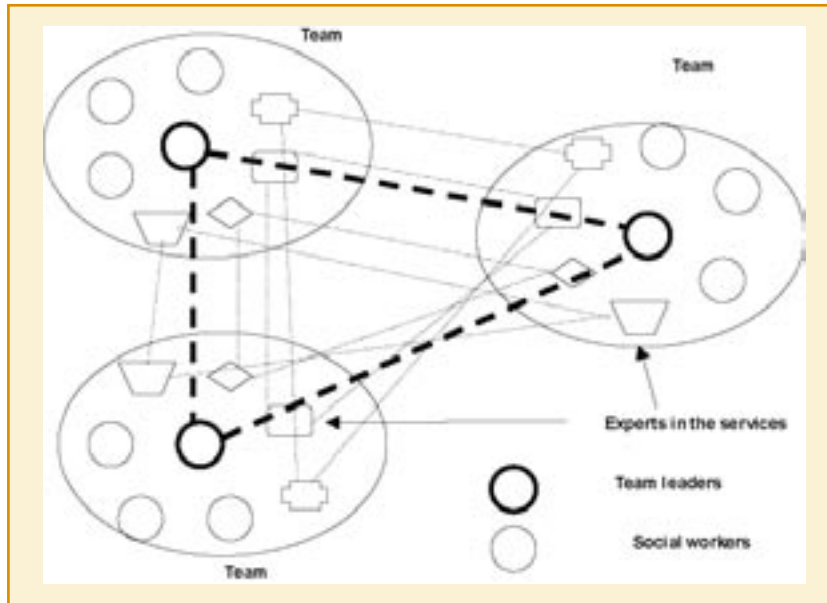 Team
Team
Experts in the services
Team leaders
Social workers
Team